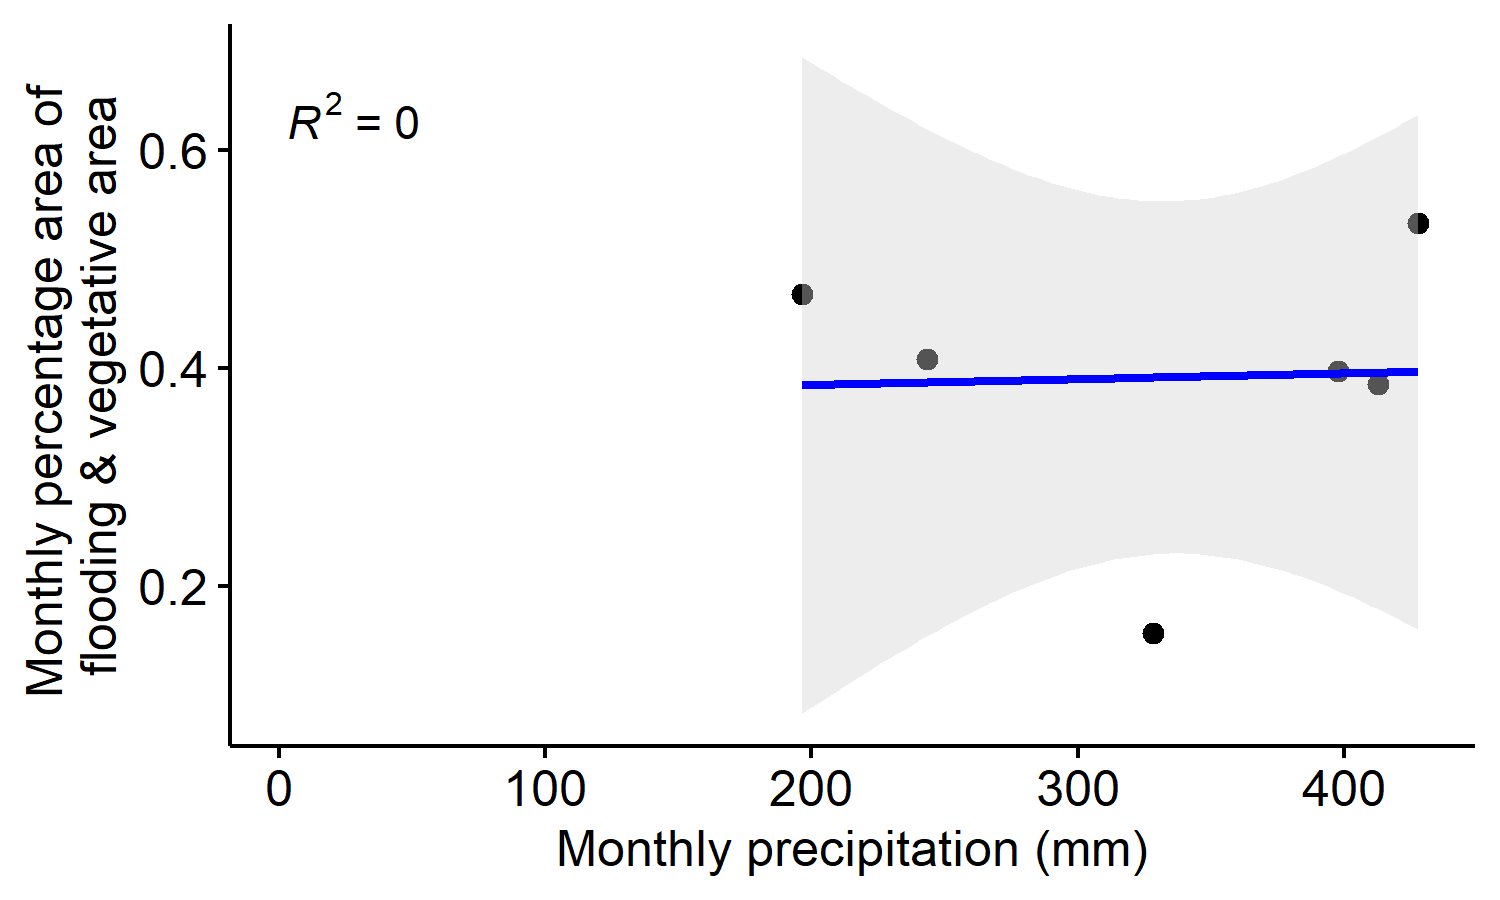 Monthly percentage area of
flooding & vegetative area
R² = 0
0.6
0.4
0.2
0 100 200 300 400
Monthly precipitation (mm)